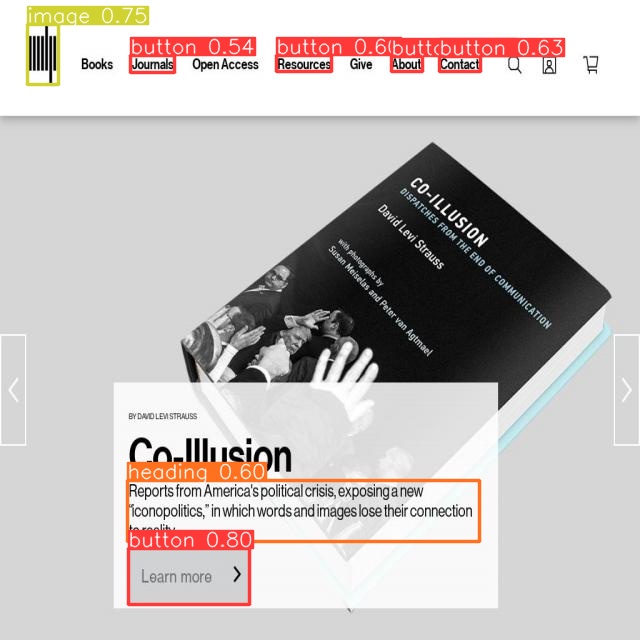 image 0.75
button 0.54
button 0.60
button 0.63
Books
Journals
Open Access
Resources
Give
About
Contact
CO-ILLUSION
DISPATCHES FROM THE END OF COMMUNICATION
David Levi Strauss
with photographs by
Susan Meiselas and Peter van Agtmael
BY DAVID LEVI STRAUSS
Co-Illusion
heading 0.60
Reports from America's political crisis, exposing a new
"iconopolitics," in which words and images lose their connection
to reality.
button 0.80
Learn more